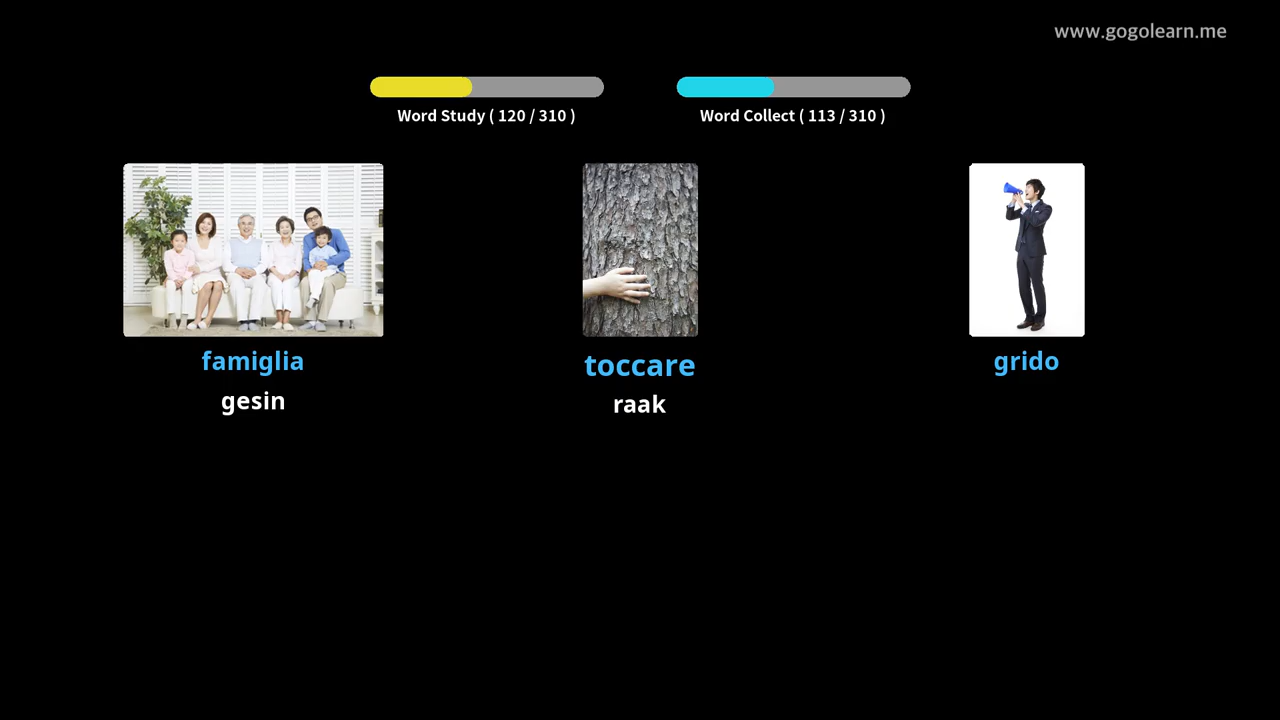 www.gogolearn.me
Word Study ( 120 / 310 )
Word Collect ( 113 / 310 )
famiglia
toccare
grido
gesin
raak